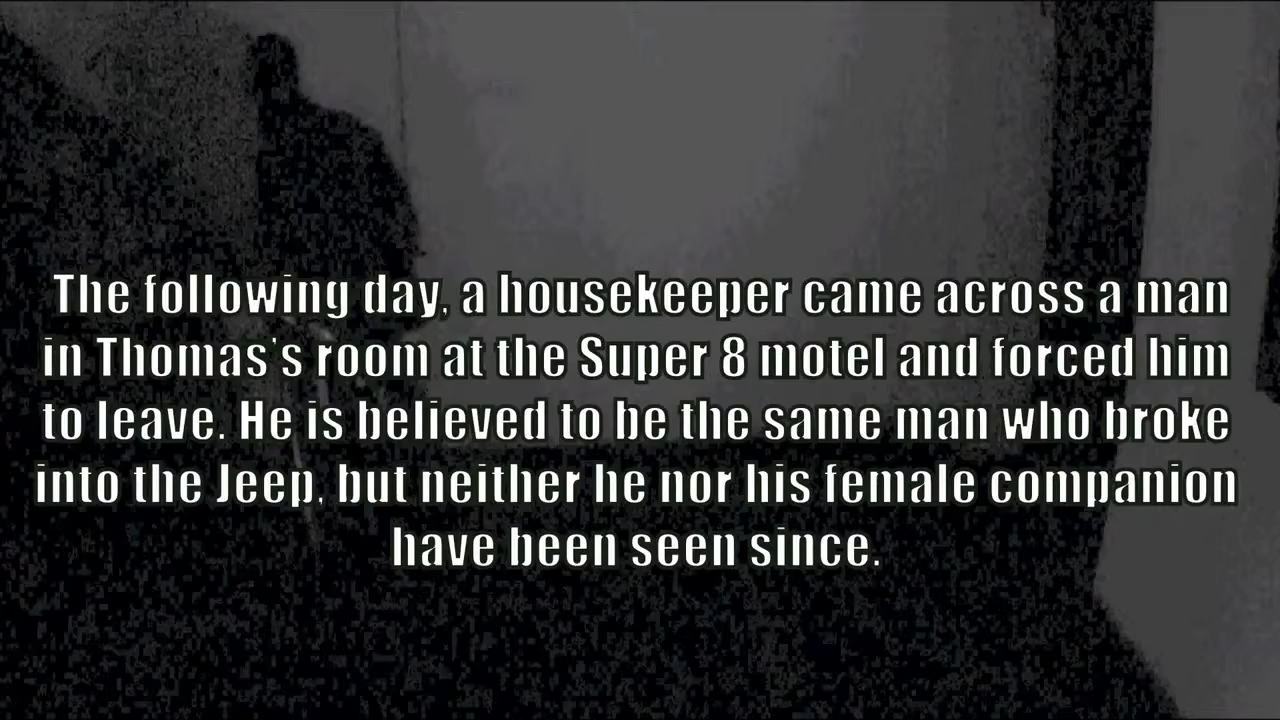 The following day, a housekeeper came across a man
in Thomas's room at the Super 8 motel and forced him
to leave. He is believed to be the same man who broke
into the Jeep, but neither he nor his female companion
have been seen since.